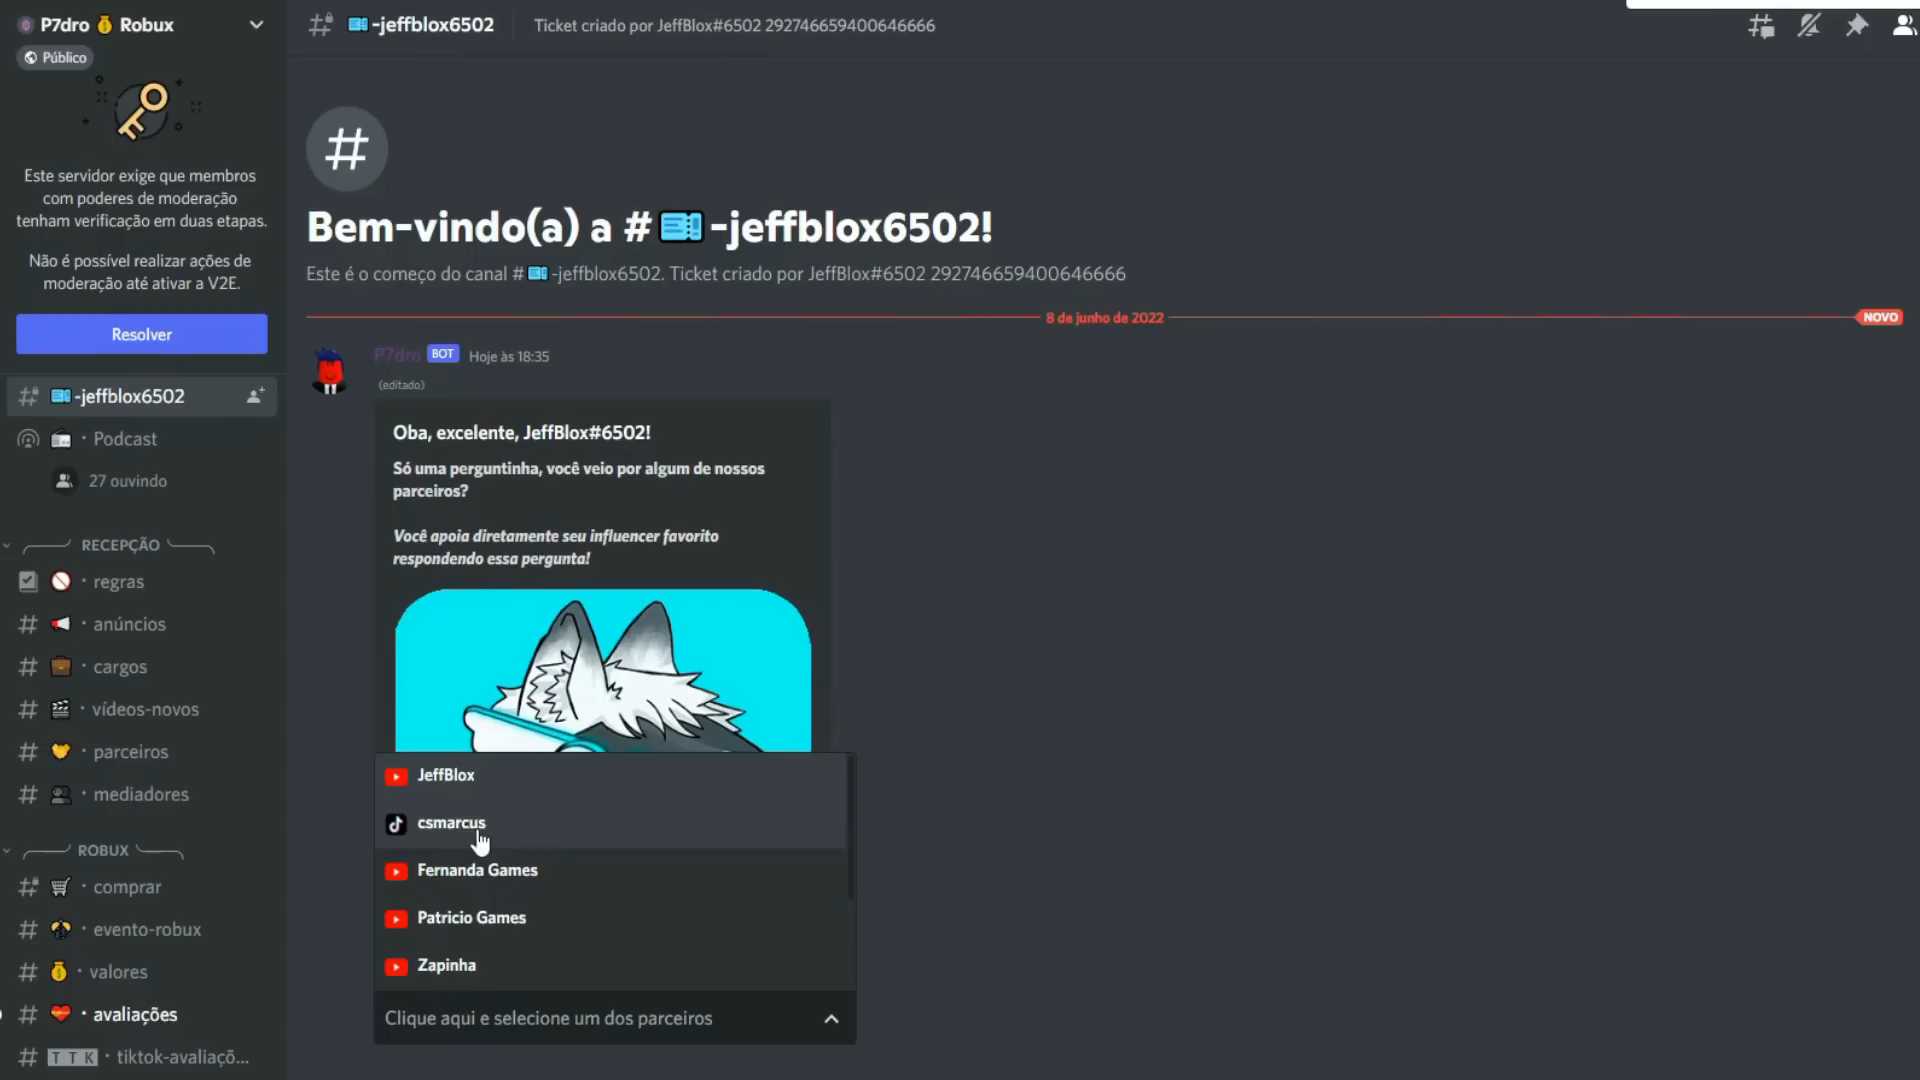 P7dro 💰 Robux
Público
Este servidor exige que membros
com poderes de moderação
tenham verificação em duas etapas.
Não é possível realizar ações de
moderação até ativar a V2E.
Resolver
-jeffblox6502
Podcast
27 ouvindo
RECEPÇÃO
regras
anúncios
cargos
vídeos-novos
parceiros
mediadores
ROBUX
comprar
evento-robux
valores
avaliações
TTK · tiktok-avaliaçõ...
-jeffblox6502
Ticket criado por JeffBlox#6502 292746659400646666
Bem-vindo(a) a #🎫-jeffblox6502!
Este é o começo do canal #🎫-jeffblox6502. Ticket criado por JeffBlox#6502 292746659400646666
8 de junho de 2022
NOVO
P7dro BOT Hoje às 18:35
(editado)
Oba, excelente, JeffBlox#6502!
Só uma perguntinha, você veio por algum de nossos
parceiros?
Você apoia diretamente seu influencer favorito
respondendo essa pergunta!
JeffBlox
csmarcus
Fernanda Games
Patricio Games
Zapinha
Clique aqui e selecione um dos parceiros